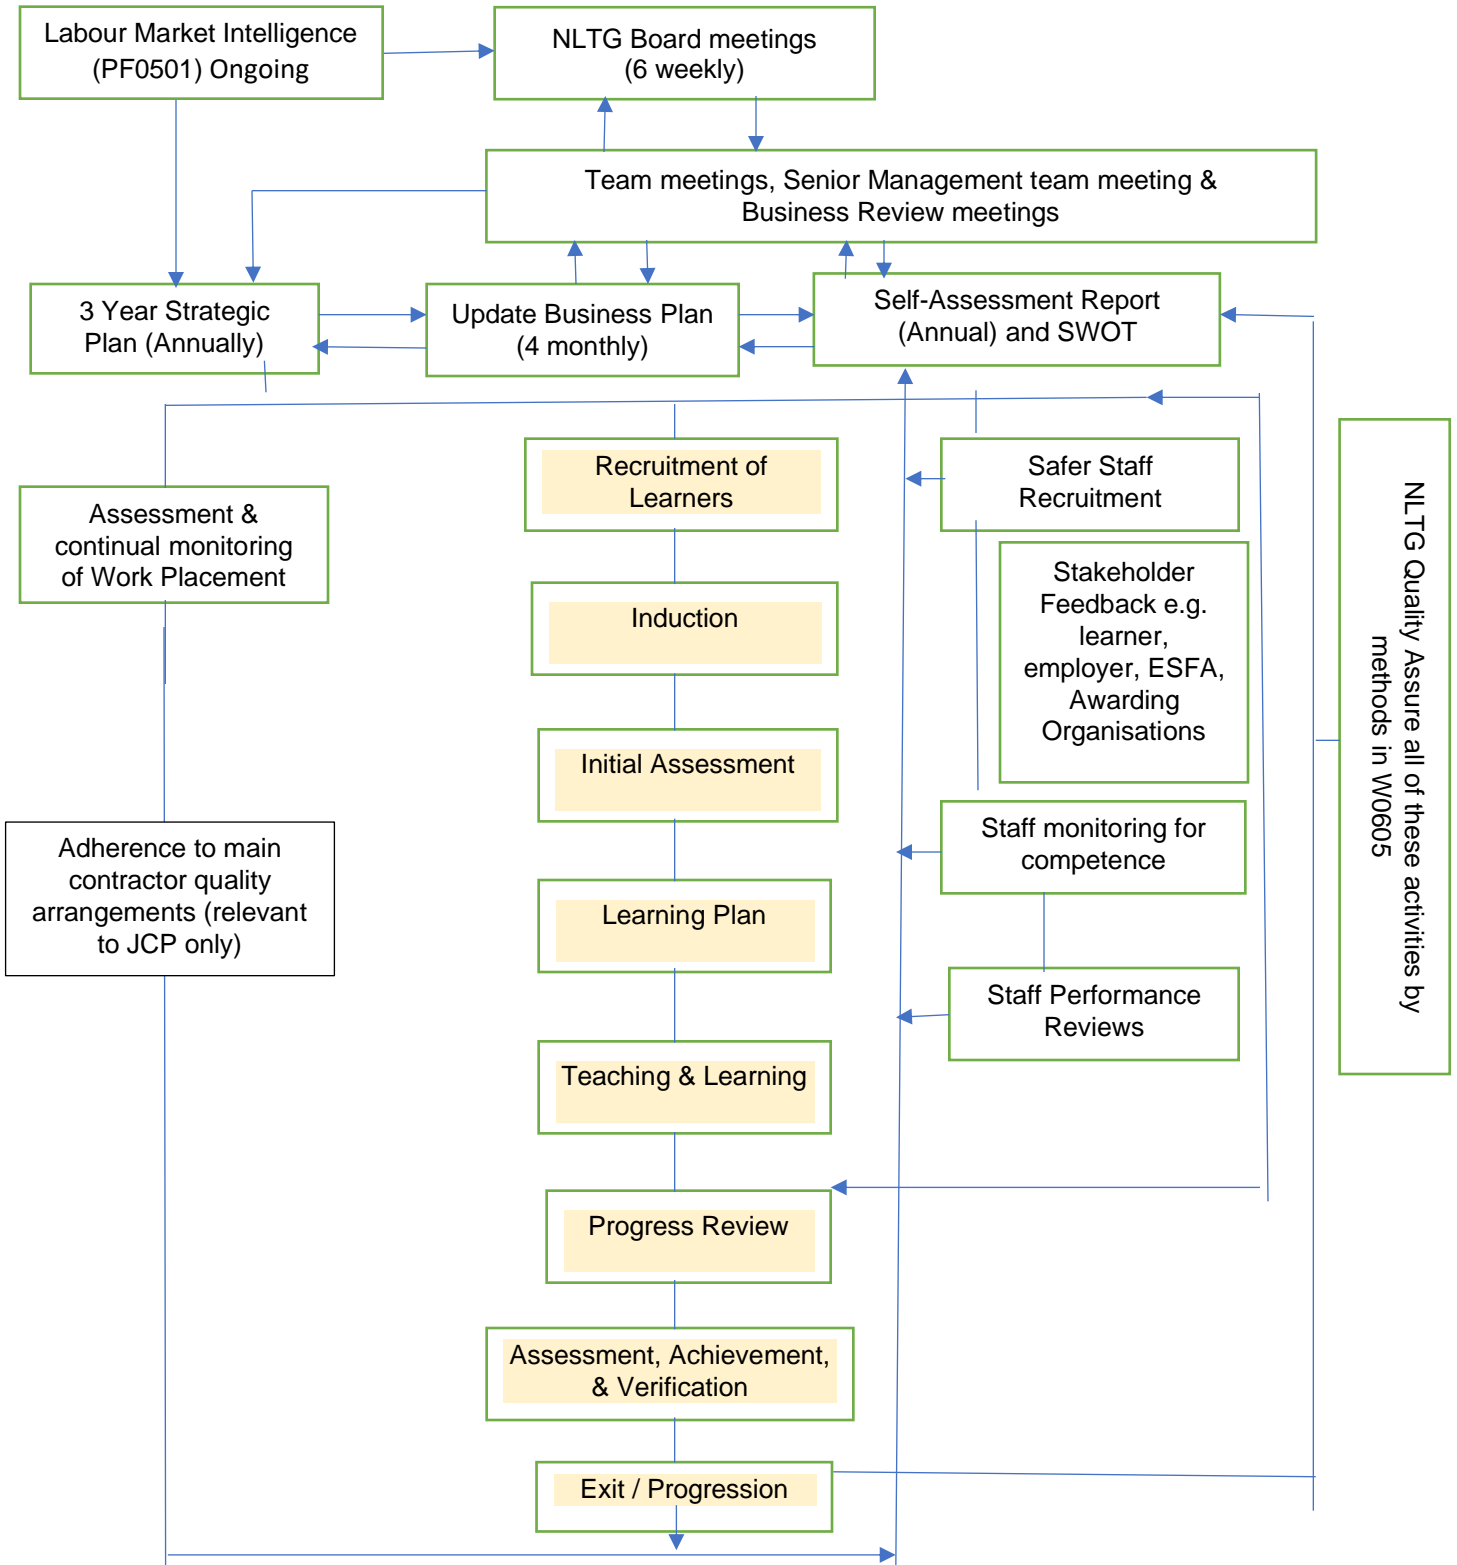 Labour Market Intelligence
(PF0501) Ongoing
NLTG Board meetings
(6 weekly)
Team meetings, Senior Management team meeting &
Business Review meetings
3 Year Strategic
Plan (Annually)
Update Business Plan
(4 monthly)
Self-Assessment Report
(Annual) and SWOT
Recruitment of
Learners
Safer Staff
Recruitment
Assessment &
continual monitoring
of Work Placement
Induction
Stakeholder
Feedback e.g.
learner,
employer, ESFA,
Awarding
Organisations
NLTG Quality Assure all of these activities by
methods in W0605
Initial Assessment
Adherence to main
contractor quality
arrangements (relevant
to JCP only)
Staff monitoring for
competence
Learning Plan
Staff Performance
Reviews
Teaching & Learning
Progress Review
Assessment, Achievement,
& Verification
Exit / Progression